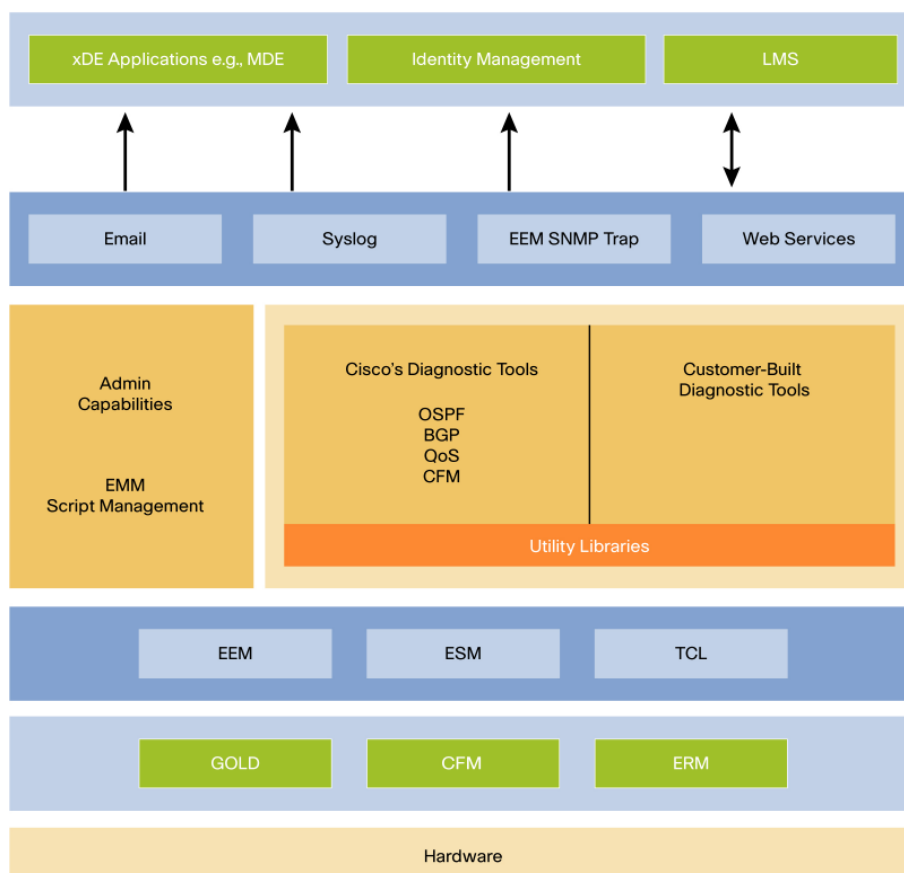 xDE Applications e.g., MDE
Identity Management
LMS
Email
Syslog
EEM SNMP Trap
Web Services
Admin
Capabilities
EMM
Script Management
Cisco's Diagnostic Tools
OSPF
BGP
QoS
CFM
Customer-Built
Diagnostic Tools
Utility Libraries
EEM
ESM
TCL
GOLD
CFM
ERM
Hardware